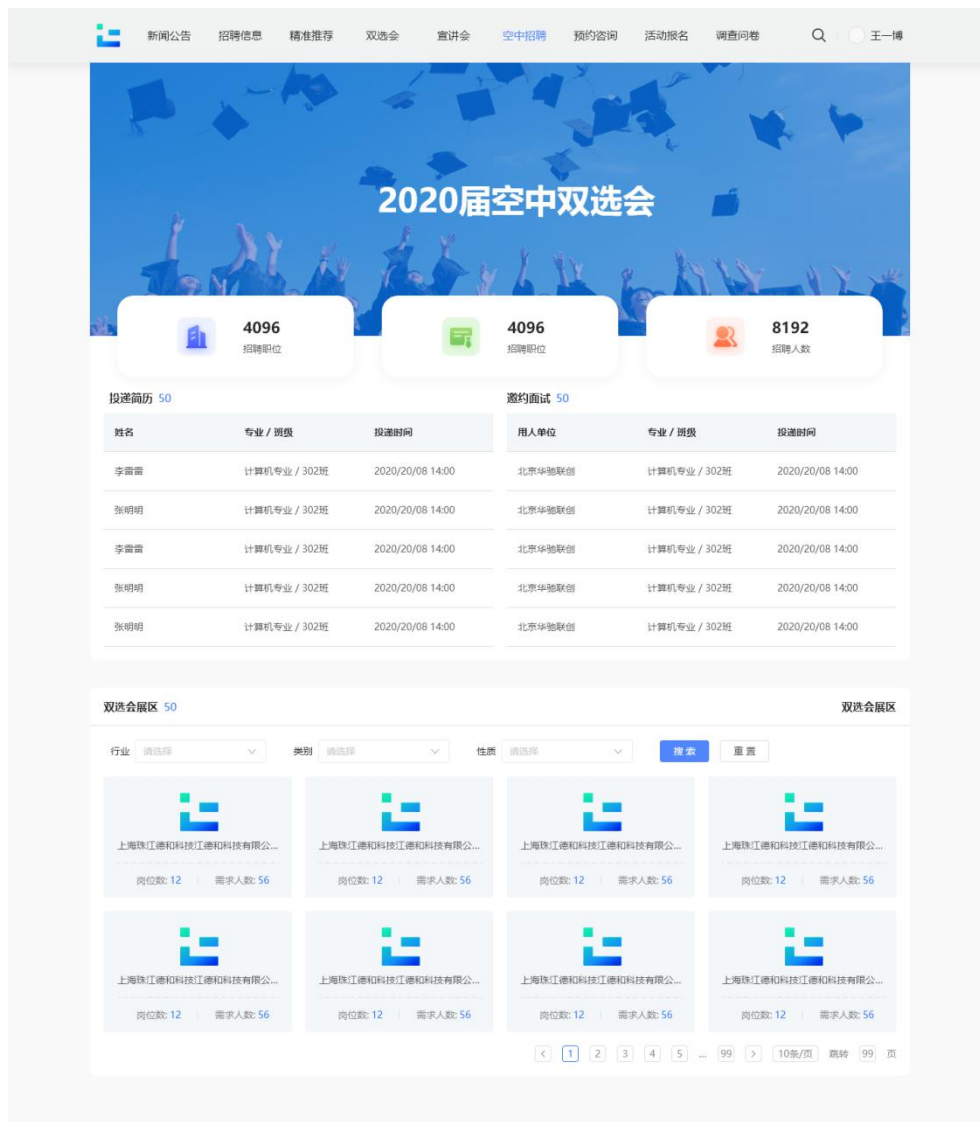 新闻公告 招聘信息 精准推荐 双选会 宣讲会 空中招聘 预约咨询 活动报名 调查问卷 王一博
2020届空中双选会
4096 4096 8192
招聘职位 招聘职位 招聘人数
投递简历 50 邀约面试 50
姓名 专业 / 班级 投递时间 用人单位 专业 / 班级 投递时间
李雷雷 计算机专业 / 302班 2020/20/08 14:00 北京华驰联创 计算机专业 / 302班 2020/20/08 14:00
张明明 计算机专业 / 302班 2020/20/08 14:00 北京华驰联创 计算机专业 / 302班 2020/20/08 14:00
李雷雷 计算机专业 / 302班 2020/20/08 14:00 北京华驰联创 计算机专业 / 302班 2020/20/08 14:00
张明明 计算机专业 / 302班 2020/20/08 14:00 北京华驰联创 计算机专业 / 302班 2020/20/08 14:00
张明明 计算机专业 / 302班 2020/20/08 14:00 北京华驰联创 计算机专业 / 302班 2020/20/08 14:00
双选会展区 50 双选会展区
行业 请选择 类别 请选择 性质 请选择 搜索 重置
上海珠江德和科技江德和科技有限公... 上海珠江德和科技江德和科技有限公... 上海珠江德和科技江德和科技有限公... 上海珠江德和科技江德和科技有限公...
岗位数: 12 需求人数: 56 岗位数: 12 需求人数: 56 岗位数: 12 需求人数: 56 岗位数: 12 需求人数: 56
上海珠江德和科技江德和科技有限公... 上海珠江德和科技江德和科技有限公... 上海珠江德和科技江德和科技有限公... 上海珠江德和科技江德和科技有限公...
岗位数: 12 需求人数: 56 岗位数: 12 需求人数: 56 岗位数: 12 需求人数: 56 岗位数: 12 需求人数: 56
< 1 2 3 4 5 ... 99 > 10条/页 跳转 99 页